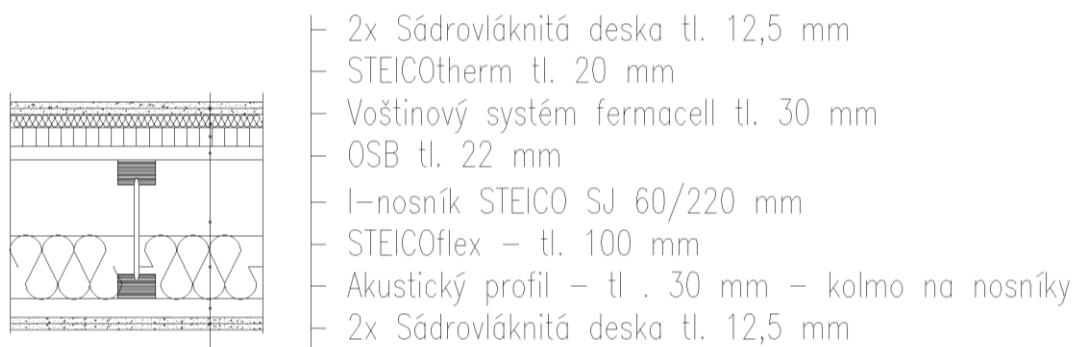 2x Sádrovláknitá deska tl. 12,5 mm
STEICOtherm tl. 20 mm
Voštinový systém fermacell tl. 30 mm
OSB tl. 22 mm
I-nosník STEICO SJ 60/220 mm
STEICOflex - tl. 100 mm
Akustický profil - tl . 30 mm - kolmo na nosníky
2x Sádrovláknitá deska tl. 12,5 mm